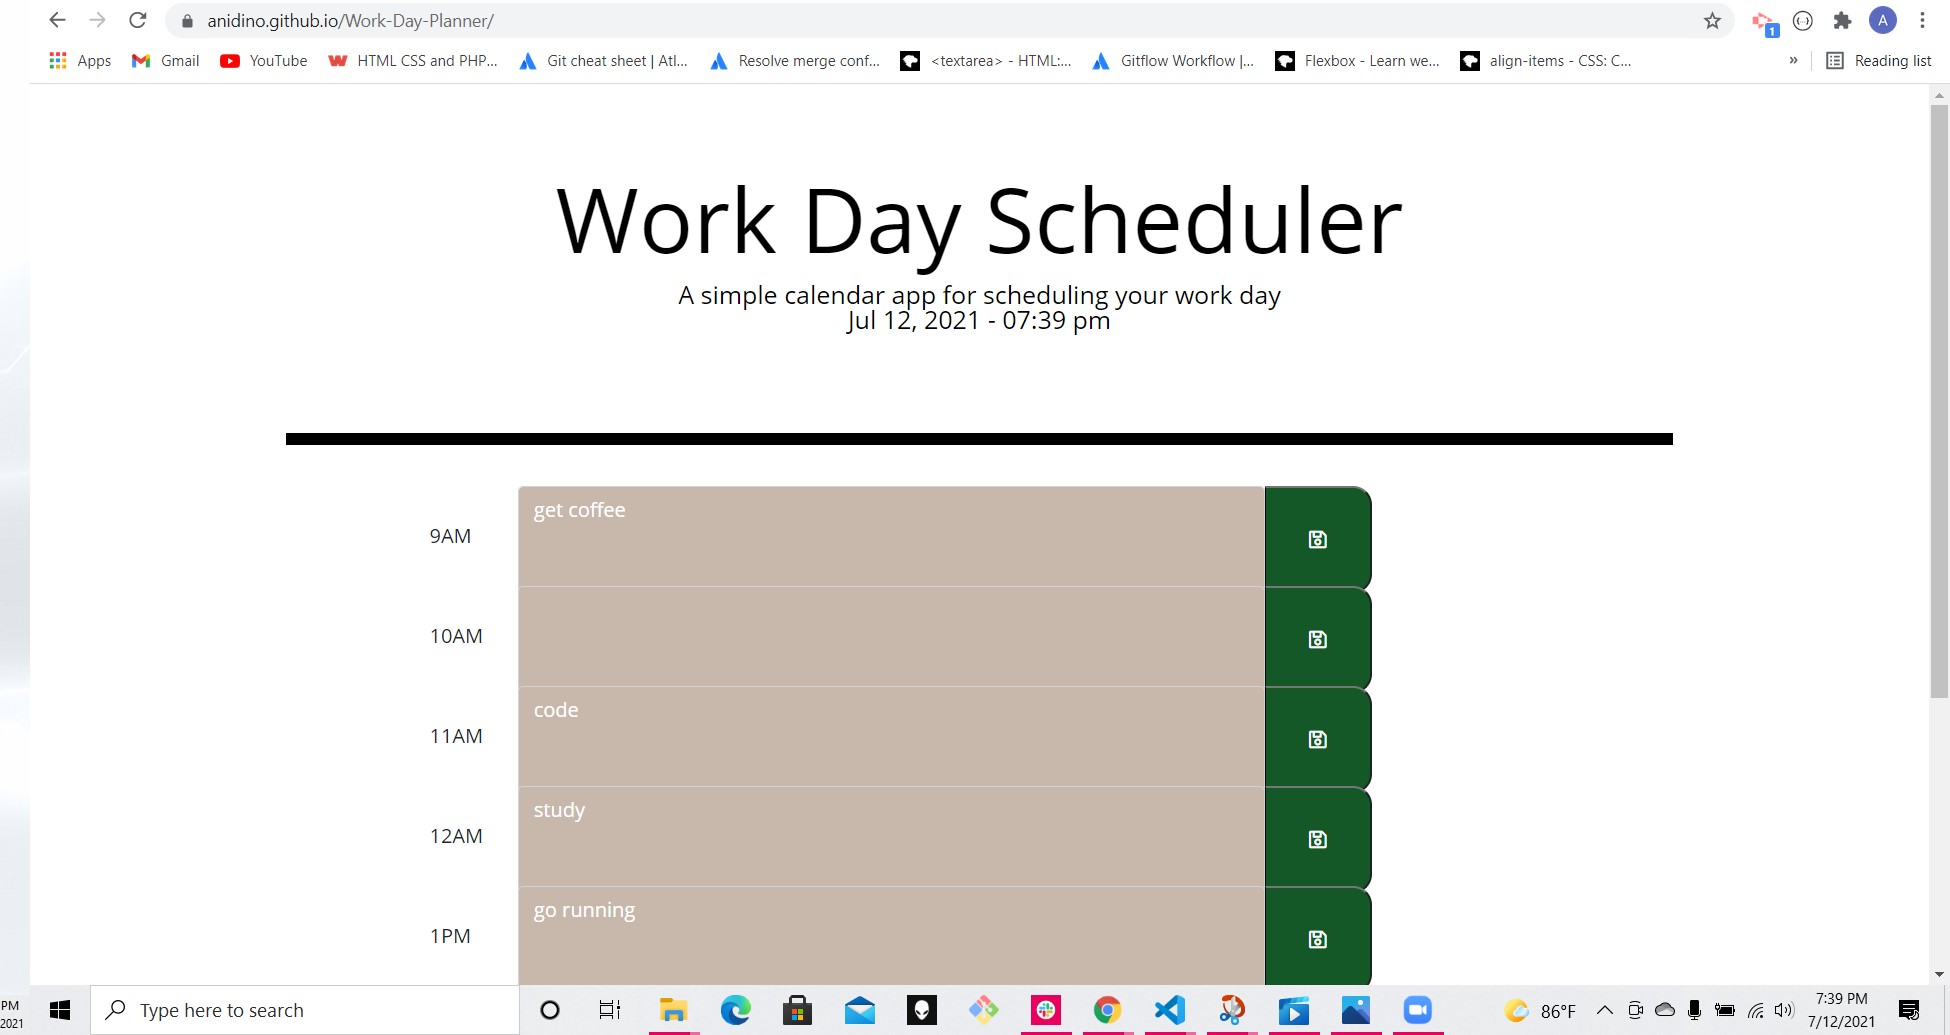 anidino.github.io/Work-Day-Planner/
1
A
Apps
Gmail
YouTube
HTML CSS and PHP...
Git cheat sheet | Atl...
Resolve merge conf...
<textarea> - HTML:...
Gitflow Workflow |...
Flexbox - Learn we...
align-items - CSS: C...
»
Reading list
Work Day Scheduler
A simple calendar app for scheduling your work day
Jul 12, 2021 - 07:39 pm
9AM
get coffee
10AM
11AM
code
12AM
study
1PM
go running
PM
2021
Type here to search
86°F
7:39 PM
7/12/2021